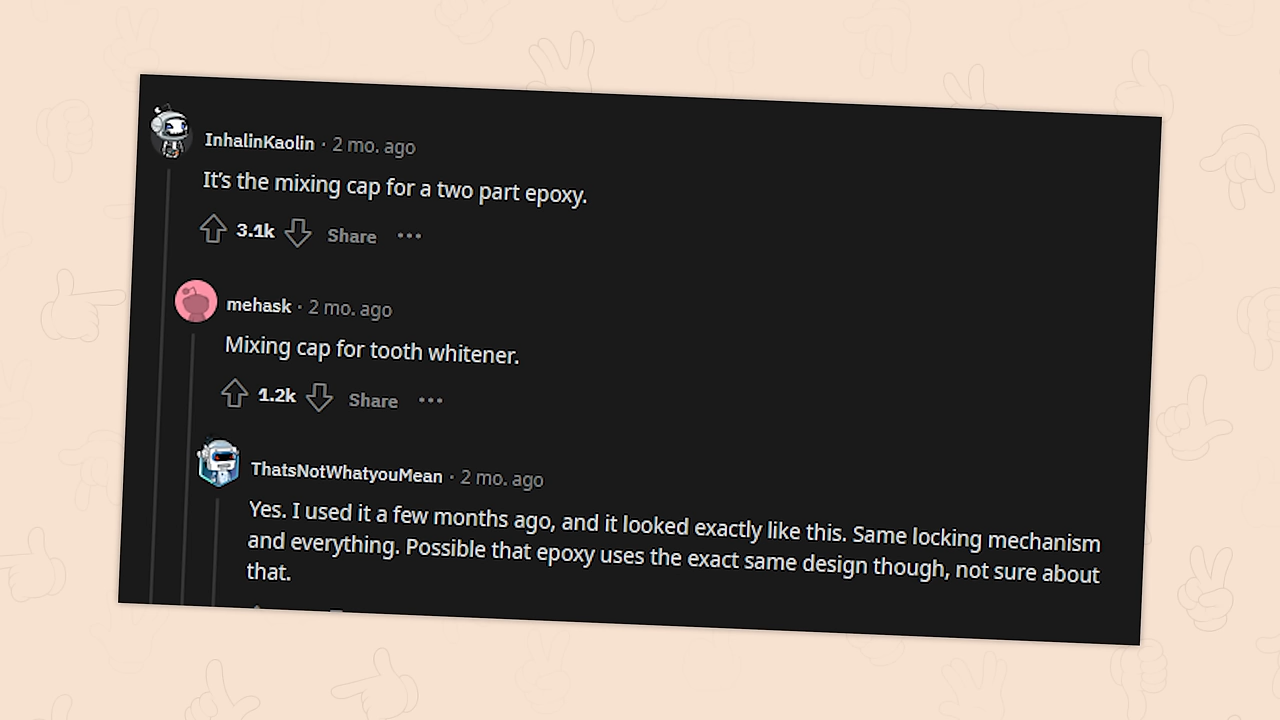 InhalinKaolin · 2 mo. ago
It's the mixing cap for a two part epoxy.
3.1k Share ···
mehask · 2 mo. ago
Mixing cap for tooth whitener.
1.2k Share ···
ThatsNotWhatyouMean · 2 mo. ago
Yes. I used it a few months ago, and it looked exactly like this. Same locking mechanism
and everything. Possible that epoxy uses the exact same design though, not sure about
that.